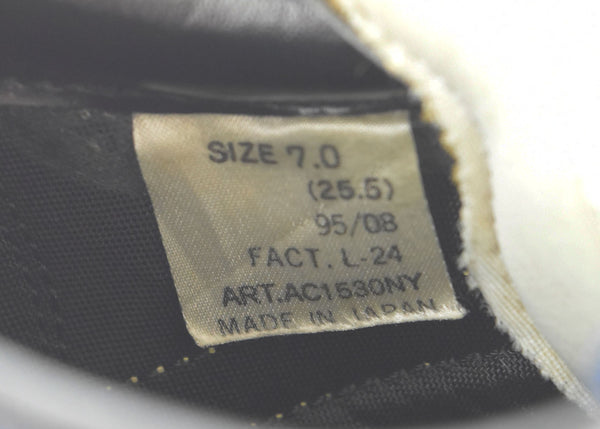 SIZE 7.0
(25.5)
95/08
FACT. L-24
ART.AC1530NY
MADE IN JAPAN